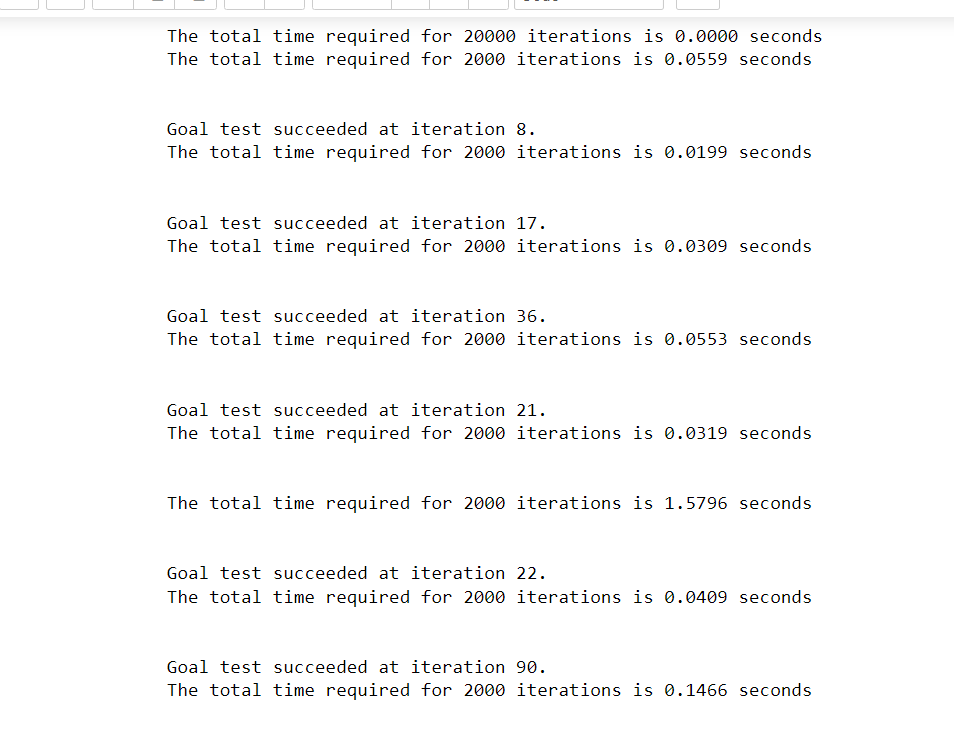 The total time required for 20000 iterations is 0.0000 seconds
The total time required for 2000 iterations is 0.0559 seconds
Goal test succeeded at iteration 8.
The total time required for 2000 iterations is 0.0199 seconds
Goal test succeeded at iteration 17.
The total time required for 2000 iterations is 0.0309 seconds
Goal test succeeded at iteration 36.
The total time required for 2000 iterations is 0.0553 seconds
Goal test succeeded at iteration 21.
The total time required for 2000 iterations is 0.0319 seconds
The total time required for 2000 iterations is 1.5796 seconds
Goal test succeeded at iteration 22.
The total time required for 2000 iterations is 0.0409 seconds
Goal test succeeded at iteration 90.
The total time required for 2000 iterations is 0.1466 seconds